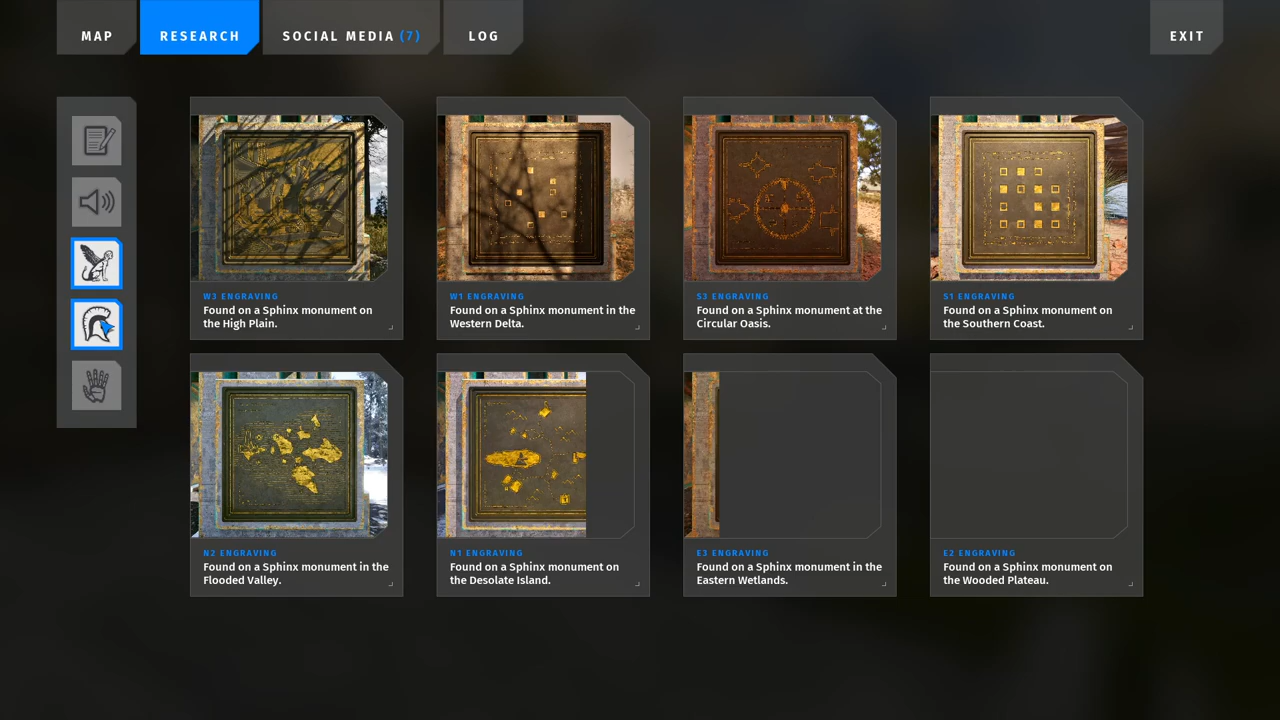 MAP
RESEARCH
SOCIAL MEDIA (7)
LOG
EXIT
W3 ENGRAVING
Found on a Sphinx monument on
the High Plain.
W1 ENGRAVING
Found on a Sphinx monument in the
Western Delta.
S3 ENGRAVING
Found on a Sphinx monument at the
Circular Oasis.
S1 ENGRAVING
Found on a Sphinx monument on
the Southern Coast.
N2 ENGRAVING
Found on a Sphinx monument in the
Flooded Valley.
N1 ENGRAVING
Found on a Sphinx monument on
the Desolate Island.
E3 ENGRAVING
Found on a Sphinx monument in the
Eastern Wetlands.
E2 ENGRAVING
Found on a Sphinx monument on
the Wooded Plateau.